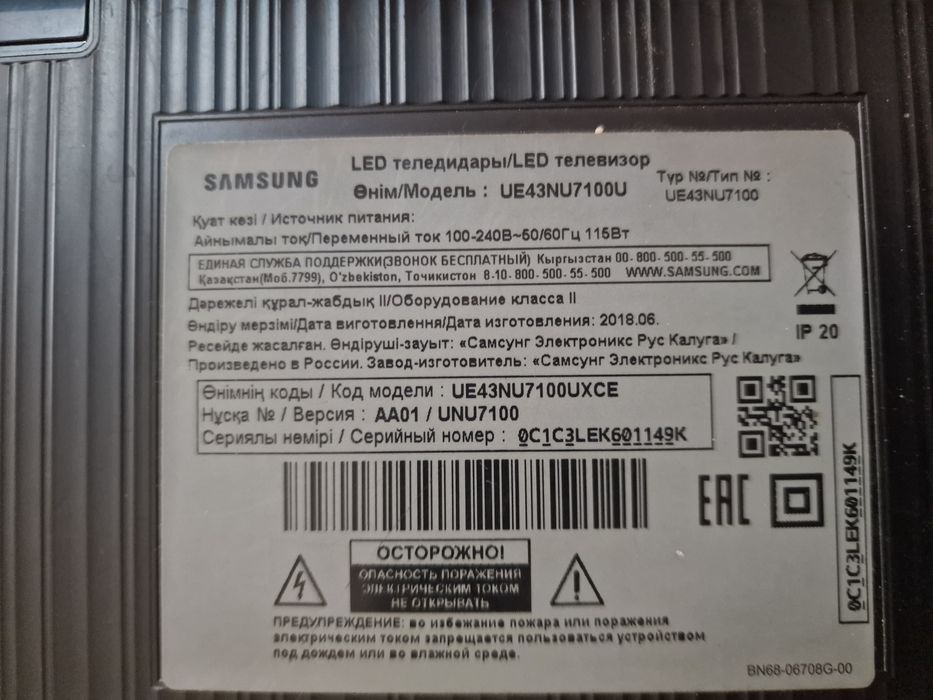 LED теледидары/LED телевизор
SAMSUNG
Өнім/Модель : UE43NU7100U
Түр №/Тип № :
UE43NU7100
Қуат көзі / Источник питания:
Айнымалы ток/Переменный ток 100-240В~50/60Гц 115Вт
ЕДИНАЯ СЛУЖБА ПОДДЕРЖКИ(ЗВОНОК БЕСПЛАТНЫЙ) Кыргызстан 00-800-500-55-500
Қазақстан(Моб.7799), O'zbekiston, Тоҷикистон 8-10-800-500-55-500 WWW.SAMSUNG.COM
Дәрежелі құрал-жабдық II/Оборудование класса II
Өндіру мерзімі/Дата виготовлення/Дата изготовления: 2018.06.
IP 20
Ресейде жасалған. Өндіруші-зауыт: «Самсунг Электроникс Рус Калуга» /
Произведено в России. Завод-изготовитель: «Самсунг Электроникс Рус Калуга»
Өнімнің коды / Код модели : UE43NU7100UXCE
Нұсқа № / Версия : AA01 / UNU7100
Сериялы нөмірі / Серийный номер : 0C1C3LEK601149K
0C1C3LEK601149K
EAC
ОСТОРОЖНО!
ОПАСНОСТЬ ПОРАЖЕНИЯ
ЭЛЕКТРИЧЕСКИМ ТОКОМ
НЕ ОТКРЫВАТЬ
ПРЕДУПРЕЖДЕНИЕ: во избежание пожара или поражения
электрическим током запрещается пользоваться устройством
под дождем или во влажной среде.
BN68-06708G-00